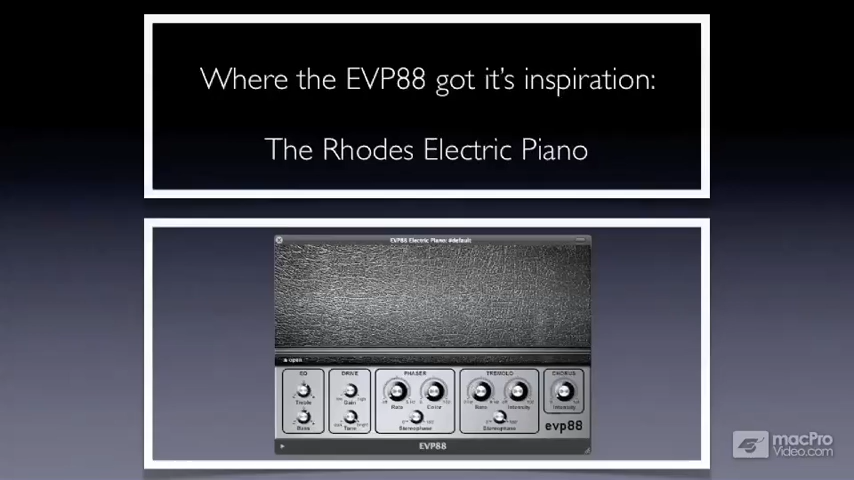 Where the EVP88 got it's inspiration:
The Rhodes Electric Piano
EVP88 Electric Piano: #default
open
EQ DRIVE PHASER TREMOLO CHORUS
Treble Gain Rate Color Rate Intensity Intensity
Bass Tone Stereophase Stereophase
evp88
EVP88
macPro
Video.com